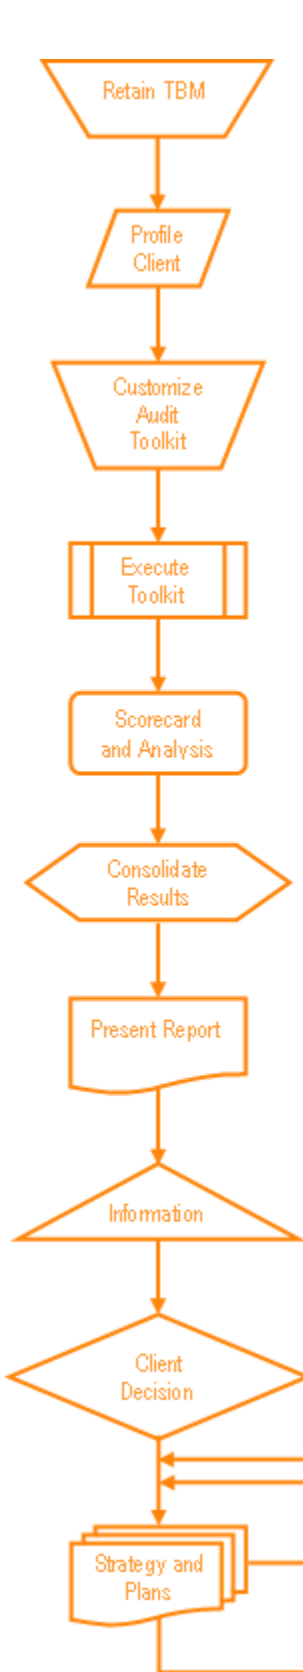 Retain TBM
Profile
Client
Customize
Audit
Toolkit
Execute
Toolkit
Scorecard
and Analysis
Consolidate
Results
Present Report
Information
Client
Decision
Strategy and
Plans